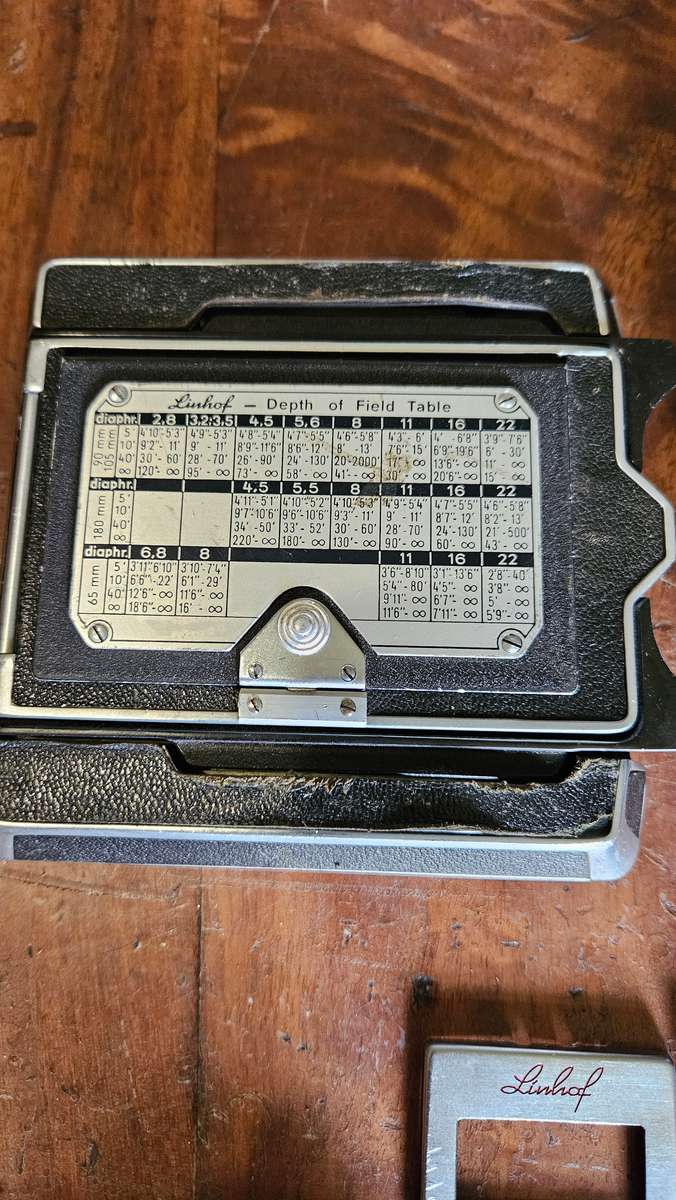 Linhof – Depth of Field Table
diaphr. 2,8 3,2:3,5 4,5 5,6 8 11 16 22
90 mm 105 mm
5' 4'10"-5'3" 4'9"-5'3" 4'8"-5'4" 4'7"-5'5" 4'6"-5'8" 4'3"- 6' 4' -6'8" 3'9"-7'6"
10' 9'2"- 11' 9' - 11' 8'9"-11'6" 8'6"-12' 8' -13' 7'6"- 15 6'9"-19'6" 6' - 30'
40' 30' - 60' 28' -70' 26' -90' 24' -130' 20'-2000' 17'- ∞ 13'6"- ∞ 11' - ∞
∞ 120"- ∞ 95' - ∞ 73' - ∞ 58' - ∞ 41' - ∞ 30'- ∞ 20'6"- ∞ 15' - ∞
diaphr. 4,5 5,5 8 11 16 22
180 mm
5' 4'11"-5'1" 4'10"-5'2" 4'10"-5'3" 4'9"-5'4" 4'7"-5'5" 4'6"-5'8"
10' 9'7"-10'6" 9'6"-10'6" 9'3"-11' 9' - 11' 8'7"-12' 8'2"-13'
40' 34' -50' 33' - 52' 30' - 60' 28' -70' 24'-130' 21' -500'
∞ 220'- ∞ 180'- ∞ 130'- ∞ 90'- ∞ 60'- ∞ 43' - ∞
diaphr. 6,8 8 11 16 22
65 mm
5' 3'11"6'10" 3'10"-7'4" 3'6"-8'10" 3'1"-13'6" 2'8"-40'
10' 6'6"-22' 6'1"- 29' 5'4"-80' 4'5"- ∞ 3'8"- ∞
40' 12'6"- ∞ 11'6"- ∞ 9'11"- ∞ 6'7"- ∞ 5' - ∞
∞ 18'6"- ∞ 16' - ∞ 11'6"- ∞ 7'11"- ∞ 5'9"- ∞
Linhof